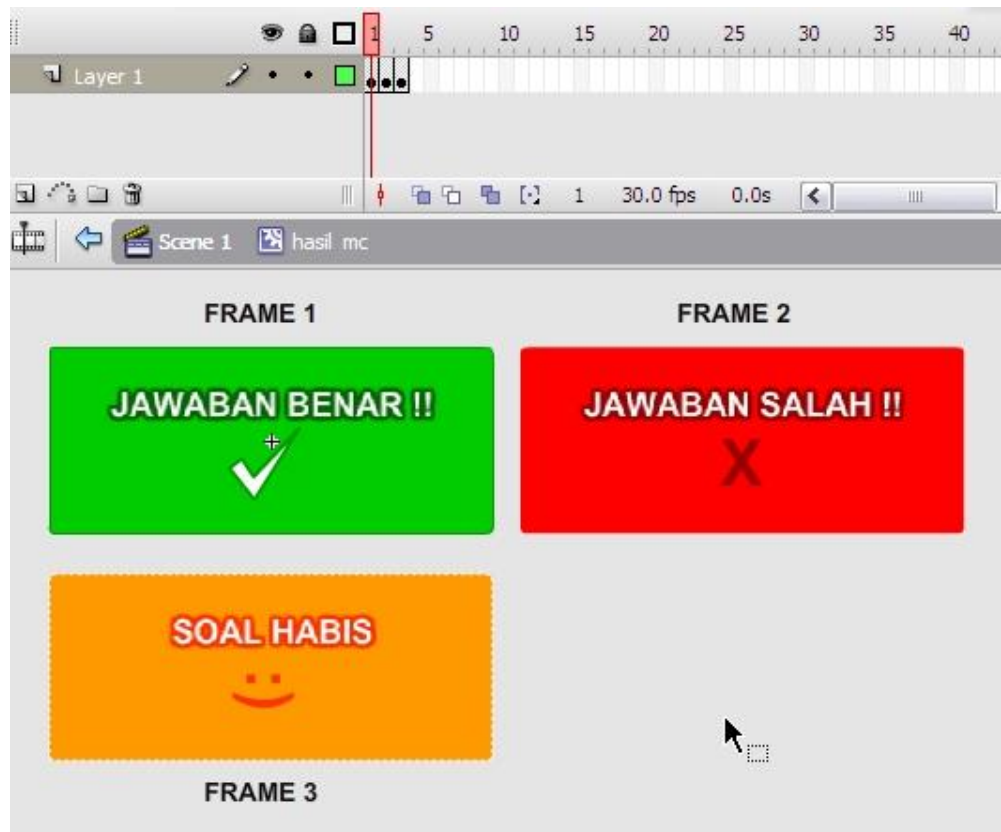 1 5 10 15 20 25 30 35 40
Layer 1
1 30.0 fps 0.0s
Scene 1 hasil mc
FRAME 1 FRAME 2
JAWABAN BENAR !! JAWABAN SALAH !!
X
SOAL HABIS
FRAME 3